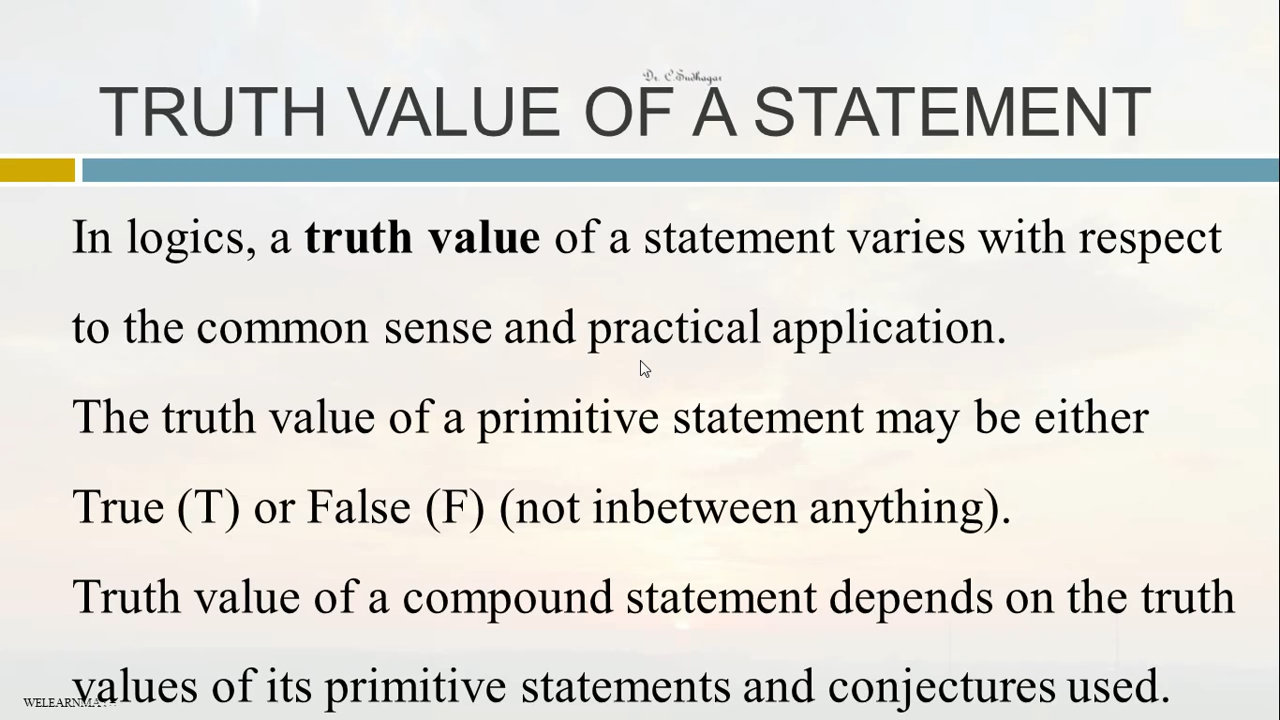 Dr. C.Sudhagar
TRUTH VALUE OF A STATEMENT
In logics, a truth value of a statement varies with respect
to the common sense and practical application.
The truth value of a primitive statement may be either
True (T) or False (F) (not inbetween anything).
Truth value of a compound statement depends on the truth
values of its primitive statements and conjectures used.